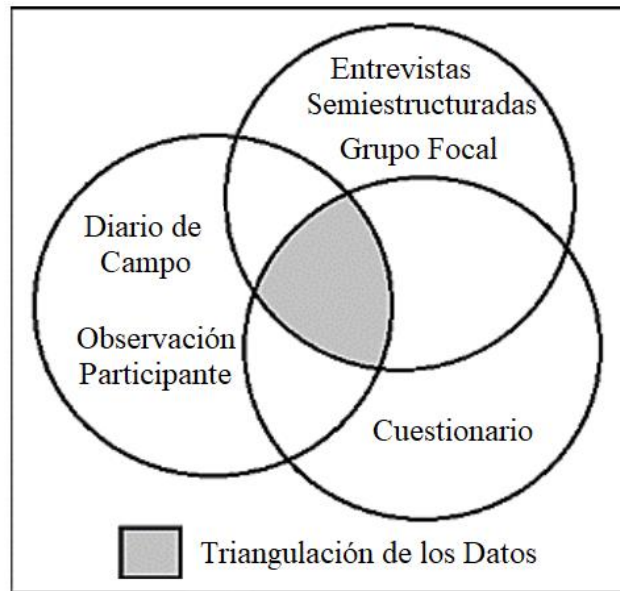 Entrevistas
Semiestructuradas
Grupo Focal
Diario de
Campo
Observación
Participante
Cuestionario
Triangulación de los Datos